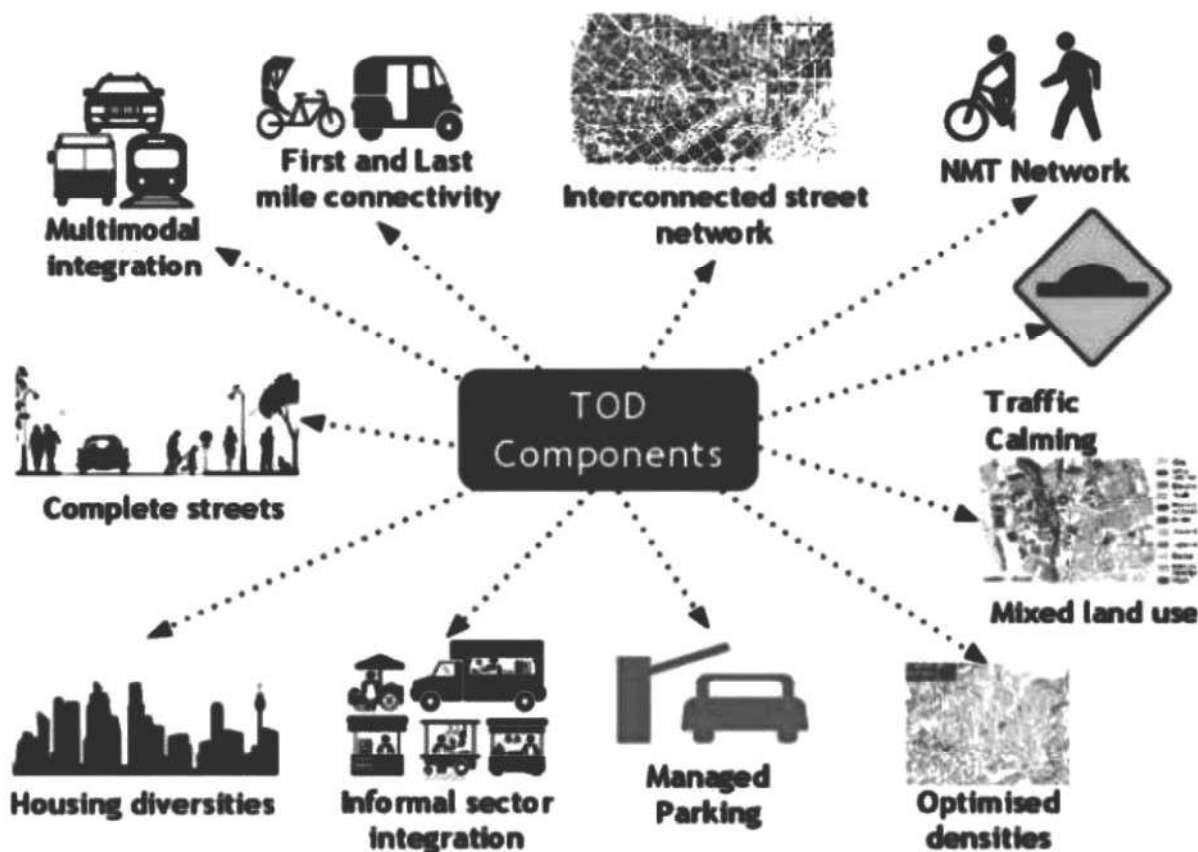 First and Last
mile connectivity
Multimodal
integration
Interconnected street
network
NMT Network
TOD
Components
Traffic
Calming
Complete streets
Mixed land use
Housing diversities
Informal sector
integration
Managed
Parking
Optimised
densities